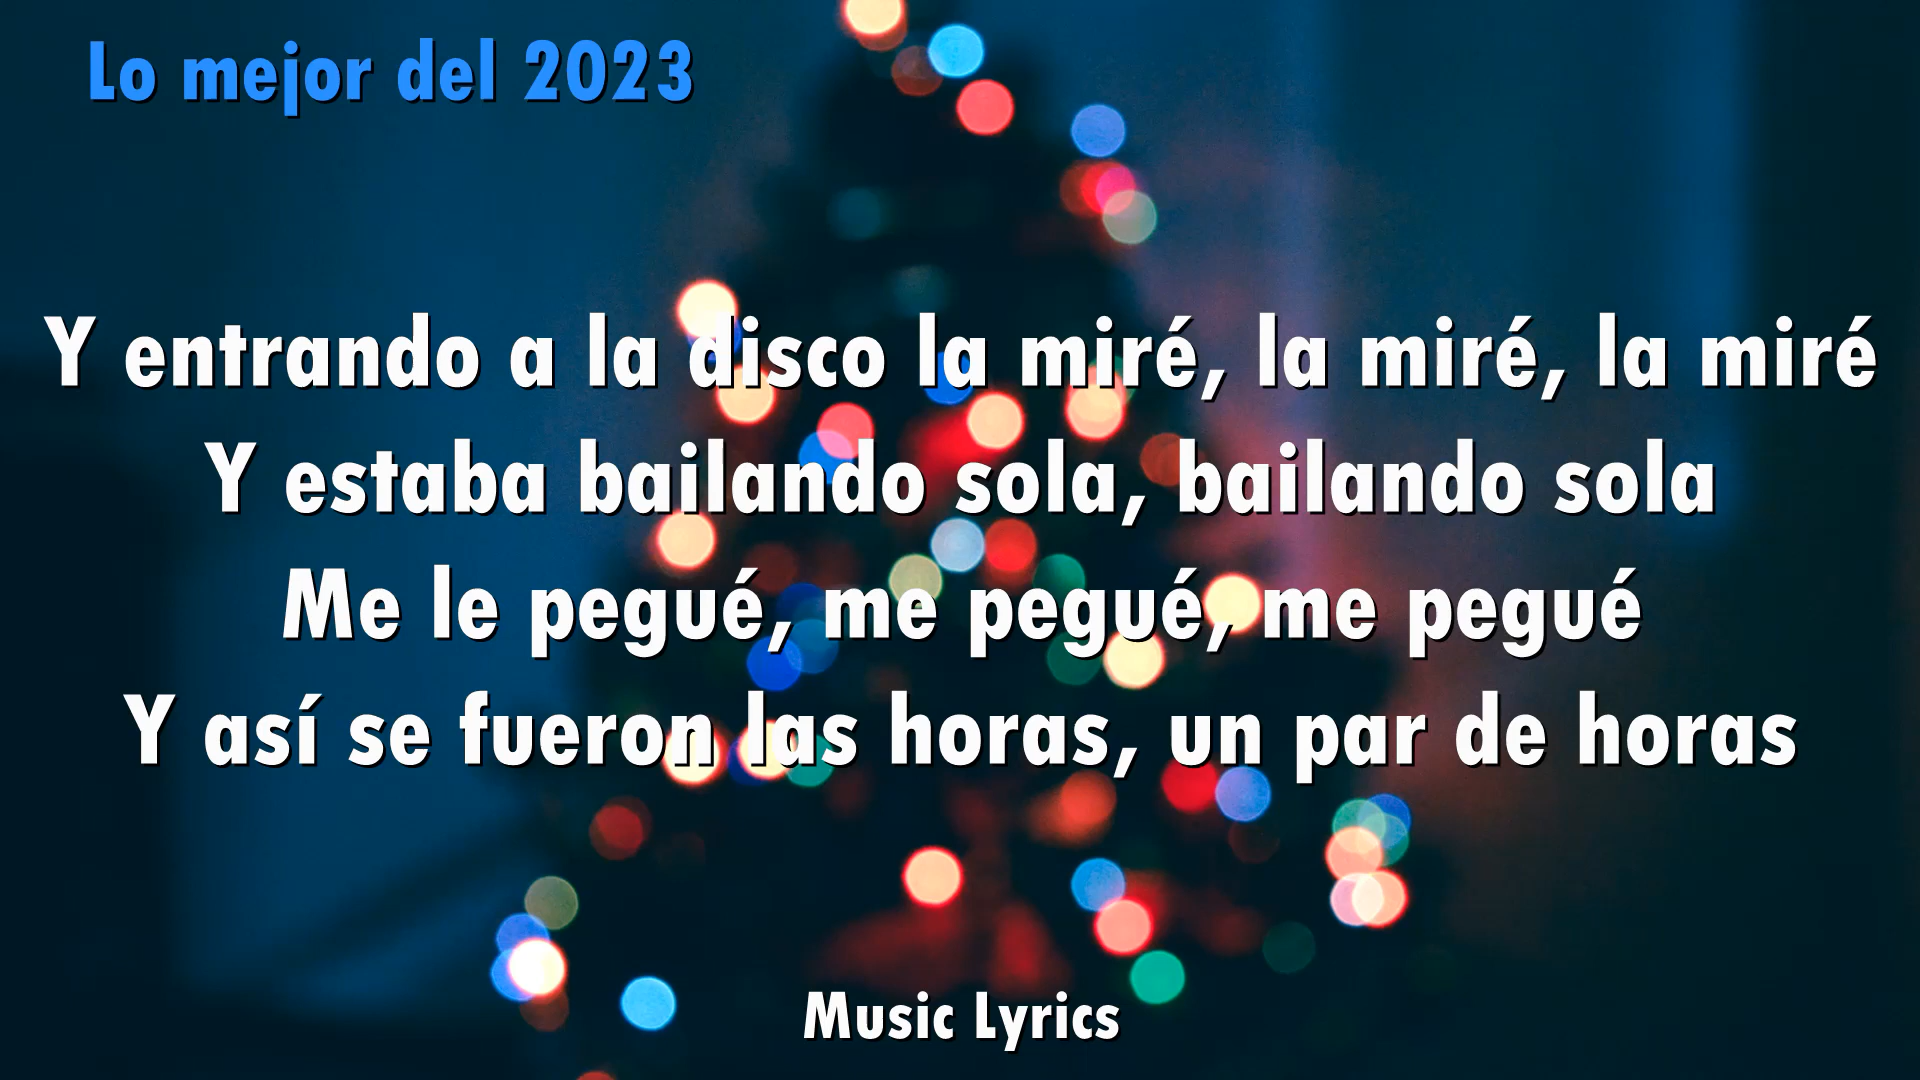 Lo mejor del 2023
Y entrando a la disco la miré, la miré, la miré
Y estaba bailando sola, bailando sola
Me le pegué, me pegué, me pegué
Y así se fueron las horas, un par de horas
Music Lyrics